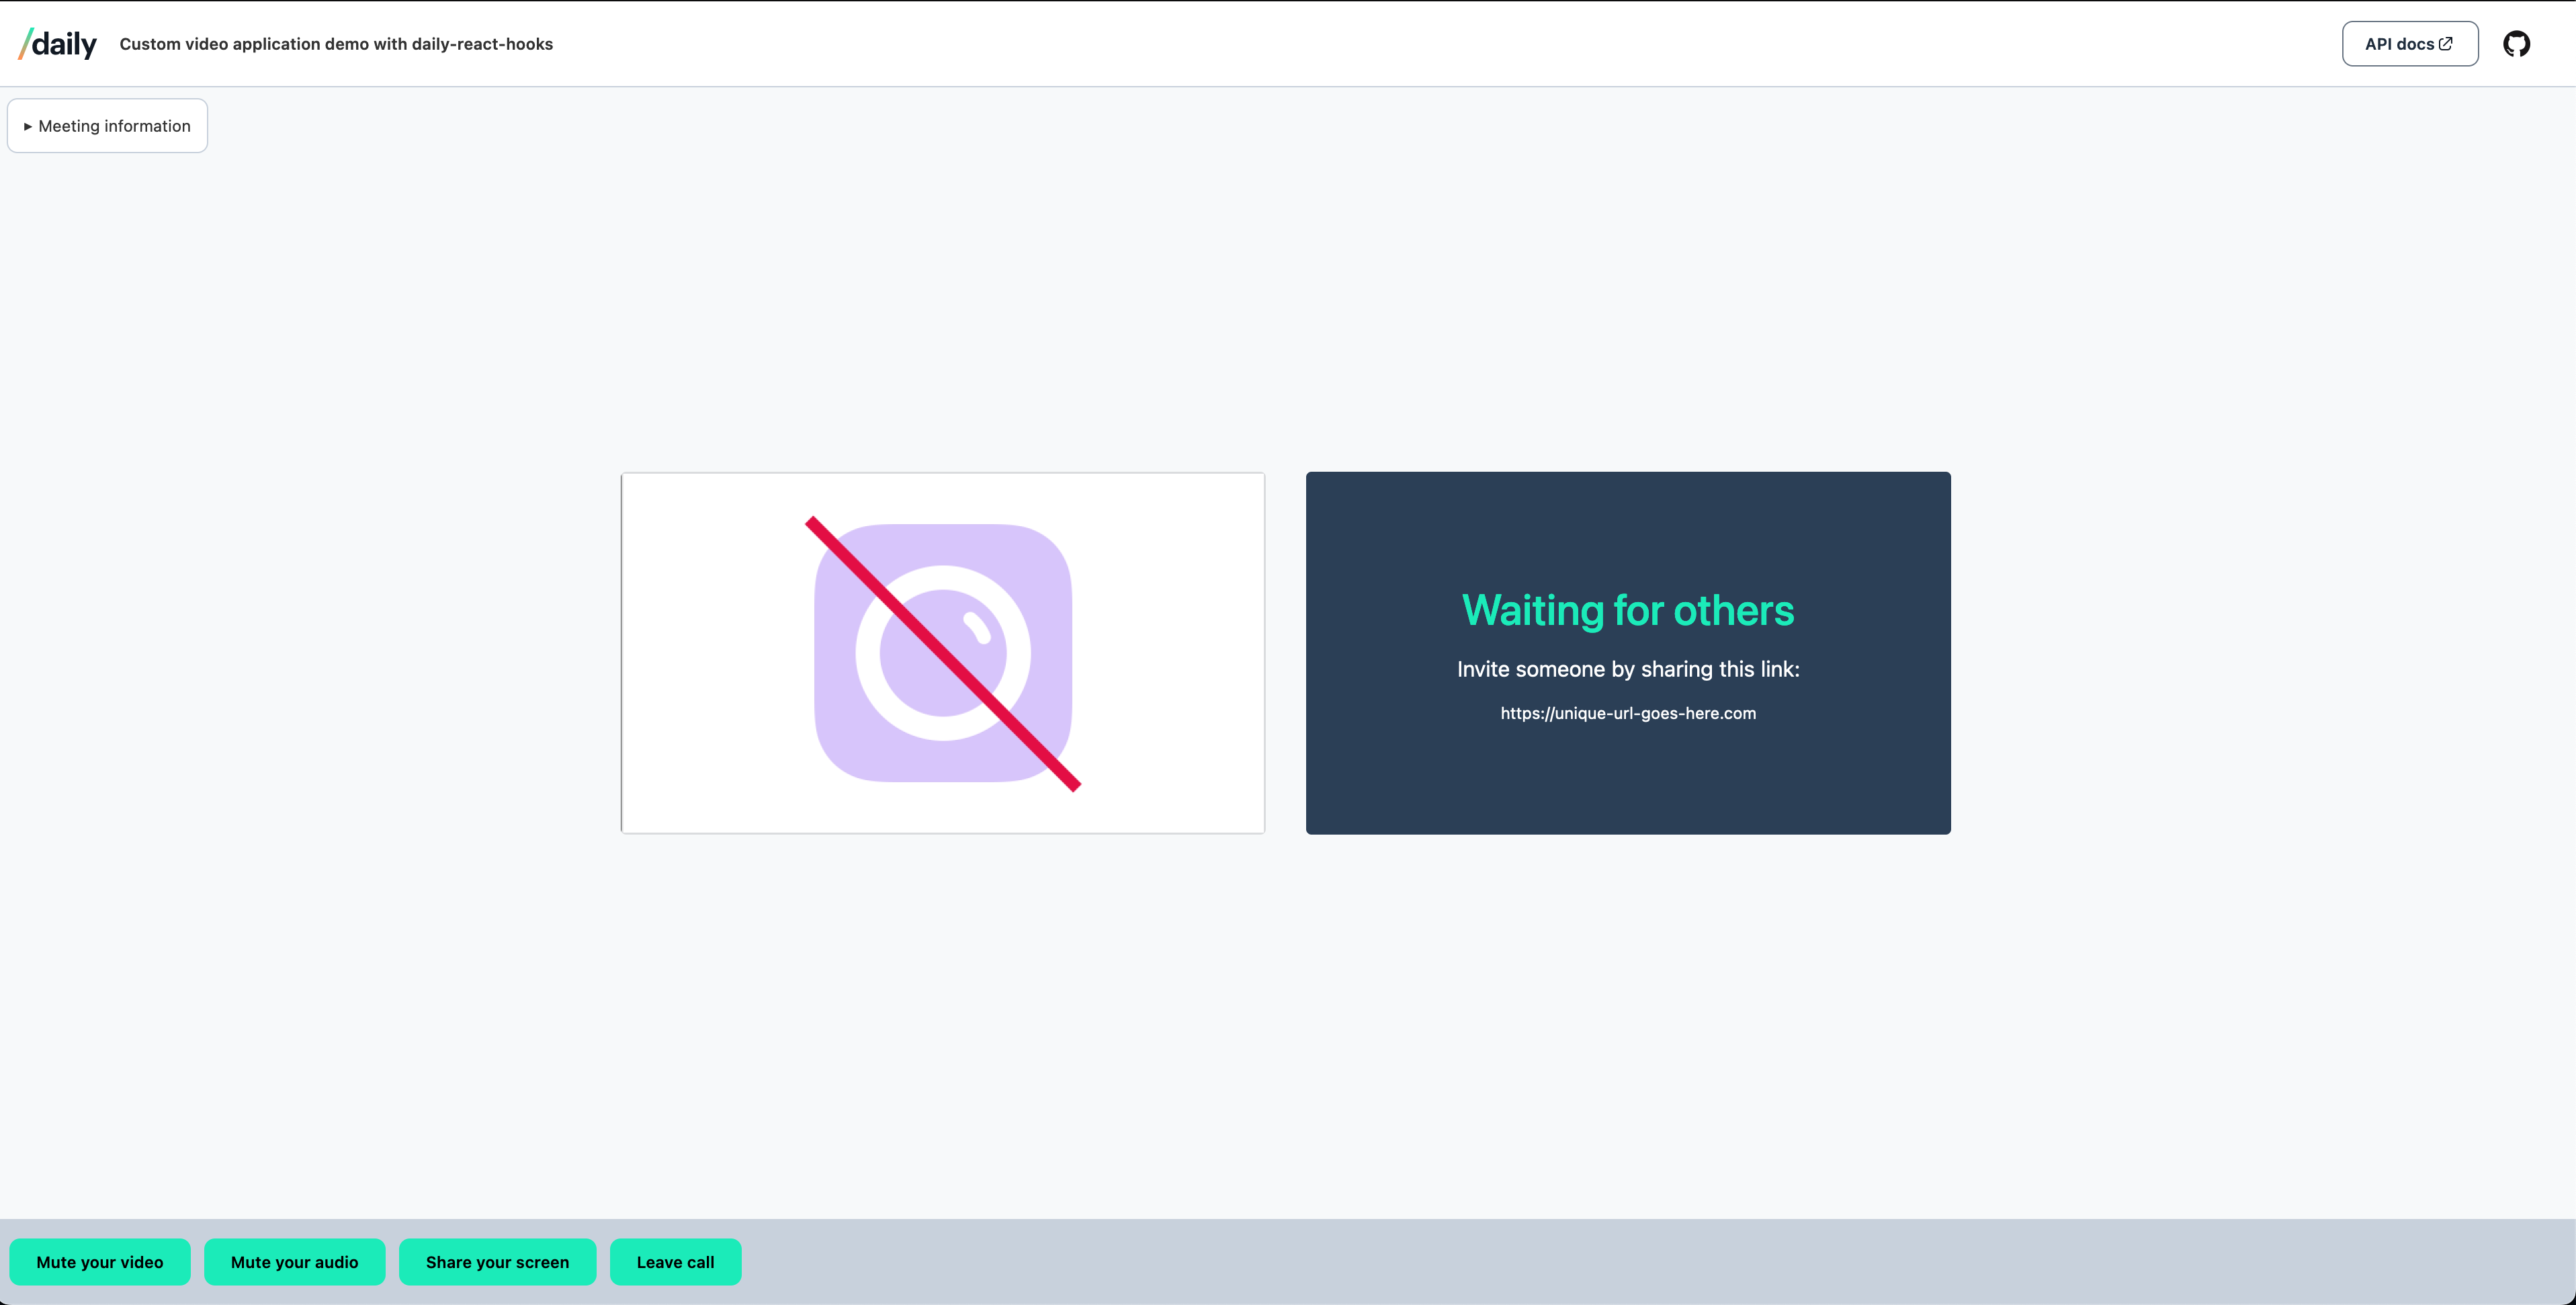 /daily
Custom video application demo with daily-react-hooks
API docs
Meeting information
Waiting for others
Invite someone by sharing this link:
https://unique-url-goes-here.com
Mute your video
Mute your audio
Share your screen
Leave call